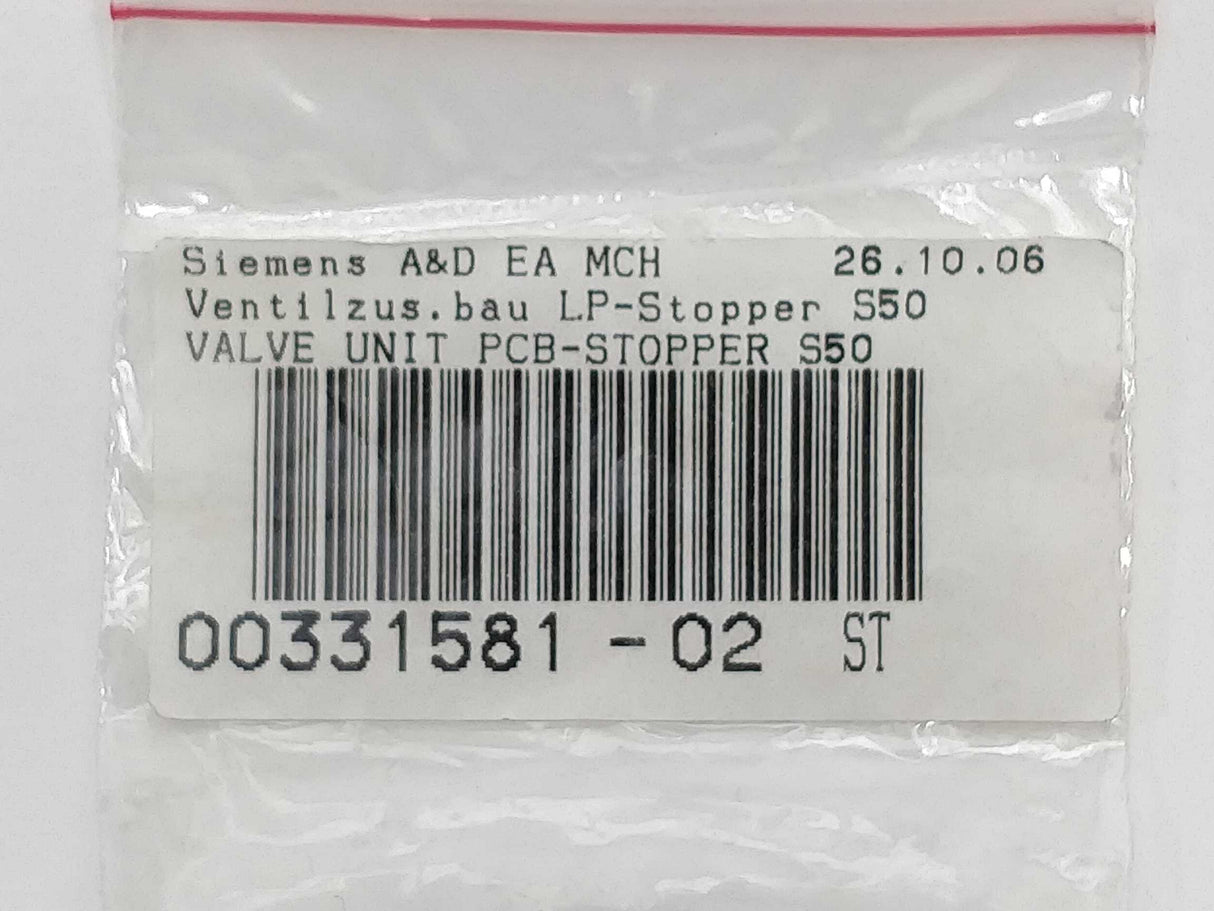 Siemens A&D EA MCH 26.10.06
Ventilzus.bau LP-Stopper S50
VALVE UNIT PCB-STOPPER S50
00331581 -02 ST